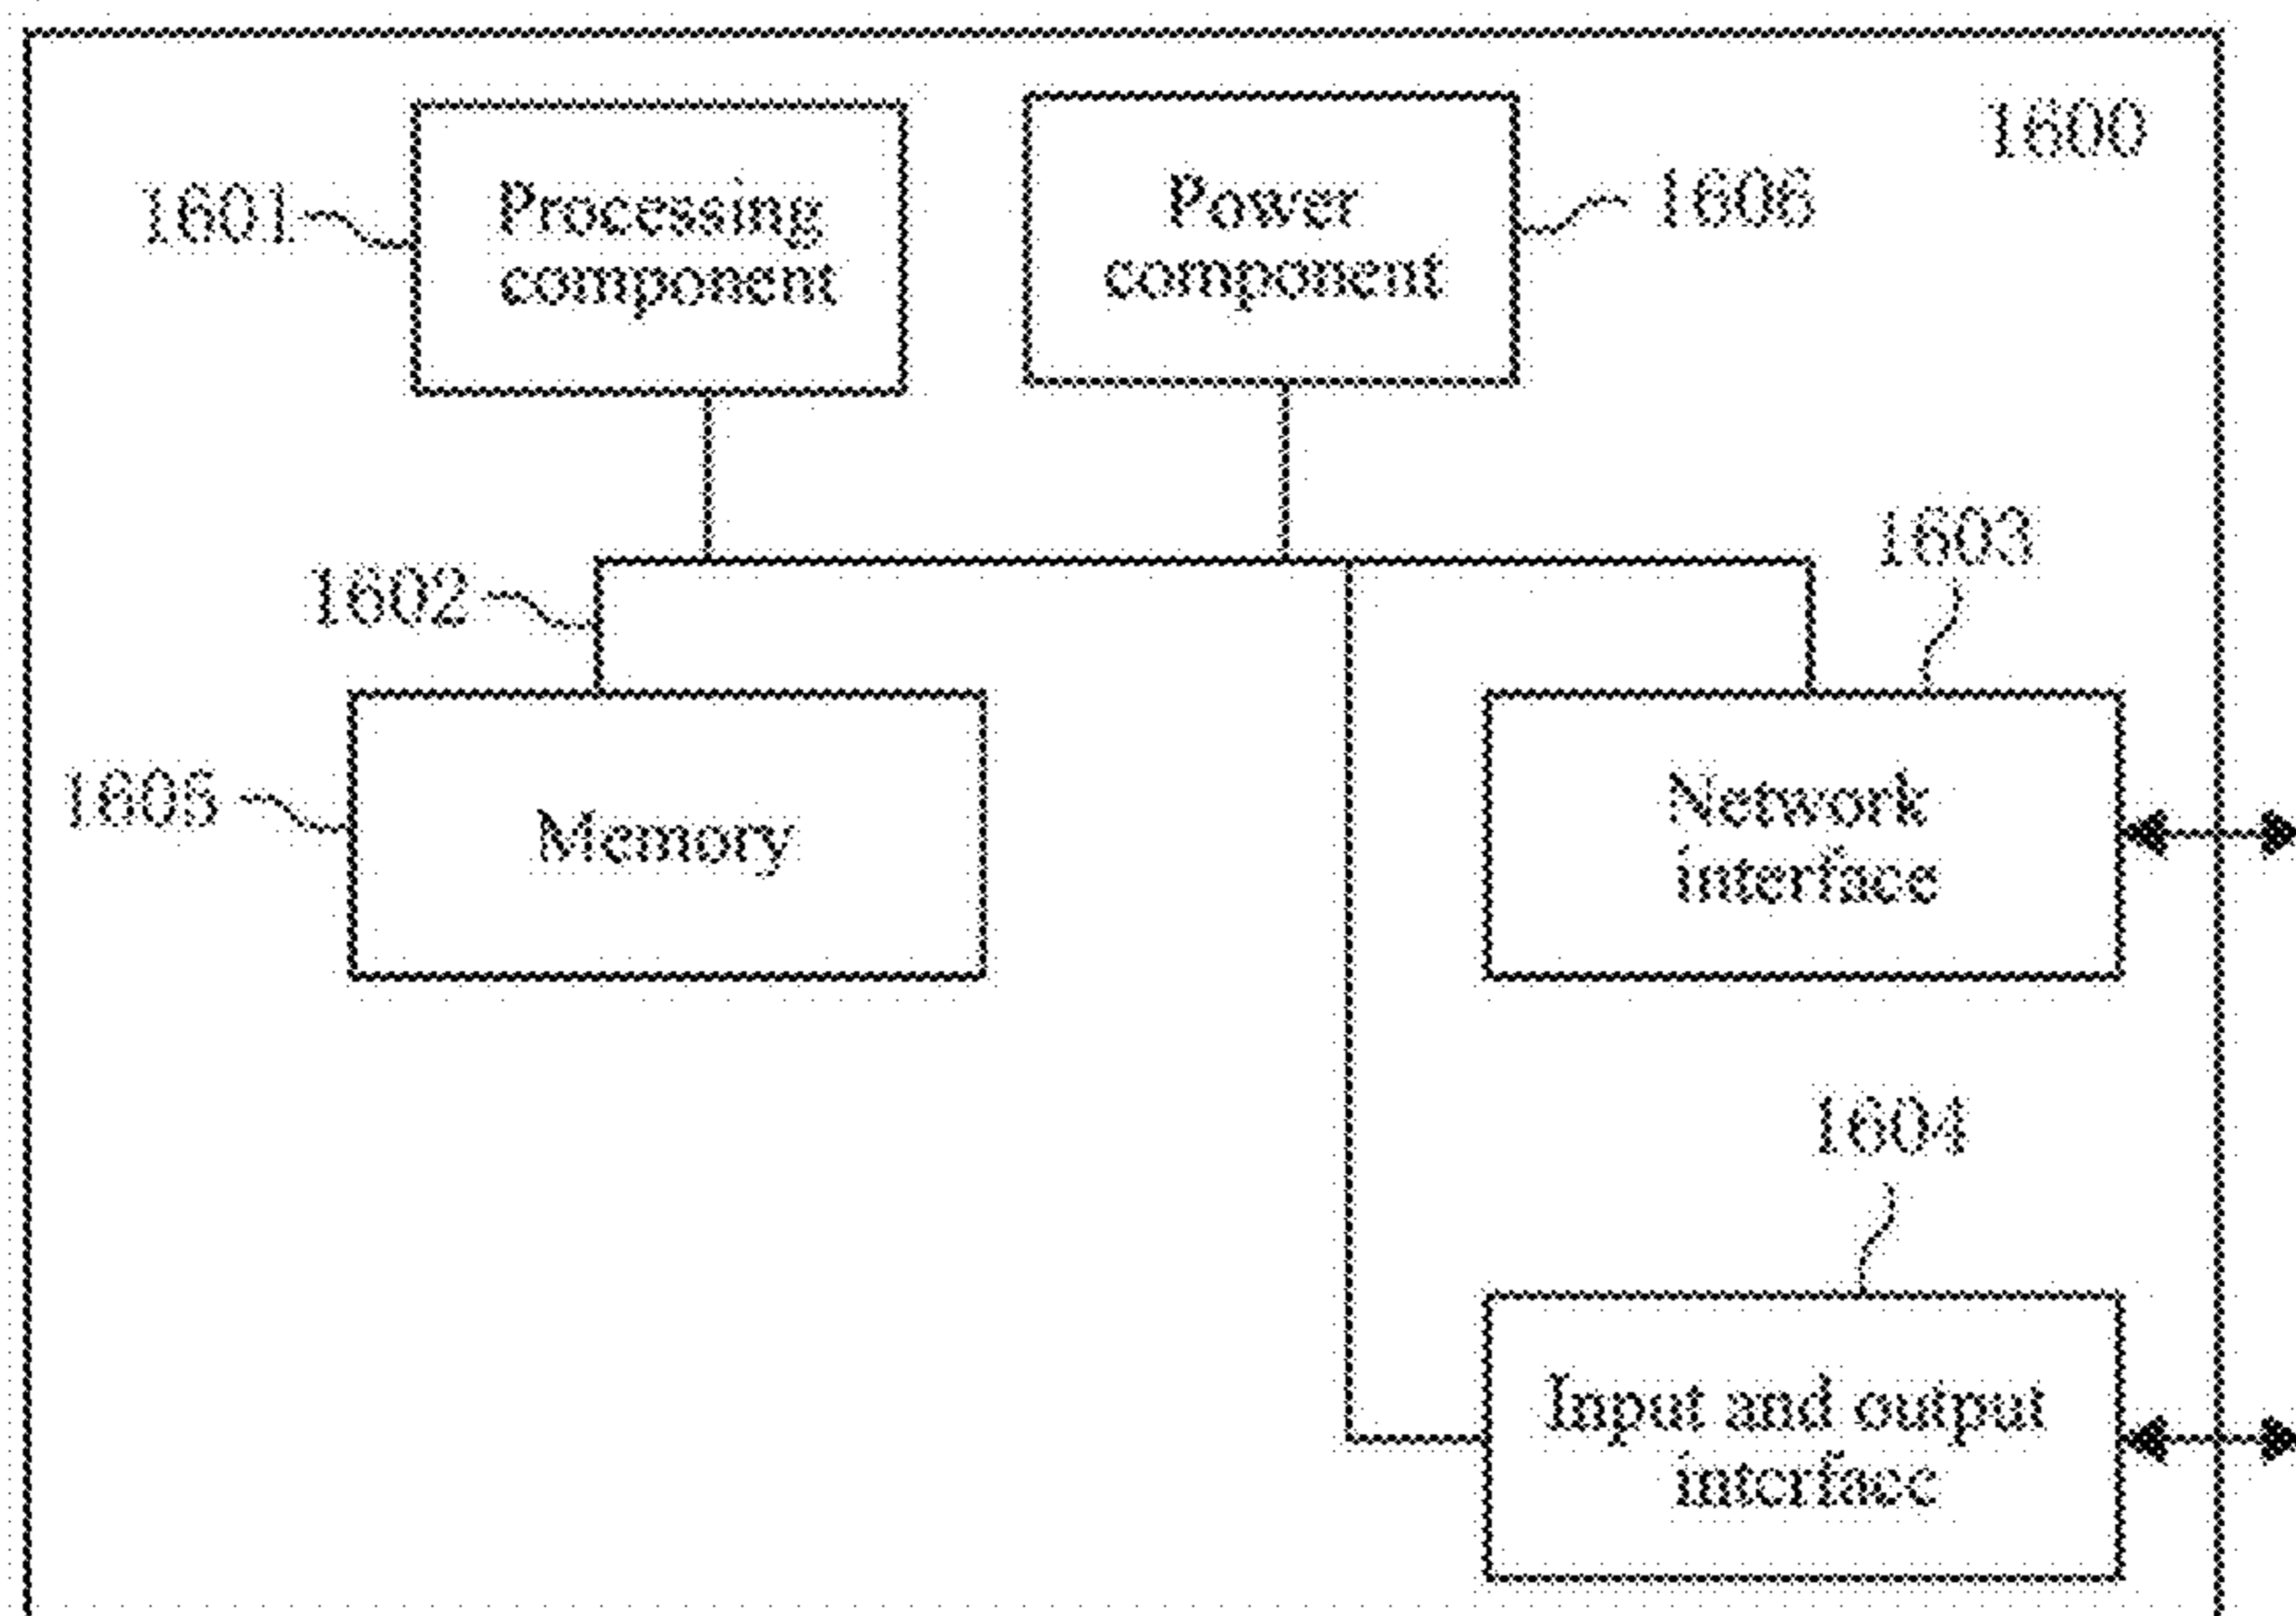 1600
1601
Processing
component
Power
component
1606
1602
1603
1605
Memory
Network
interface
1604
Input and output
interface